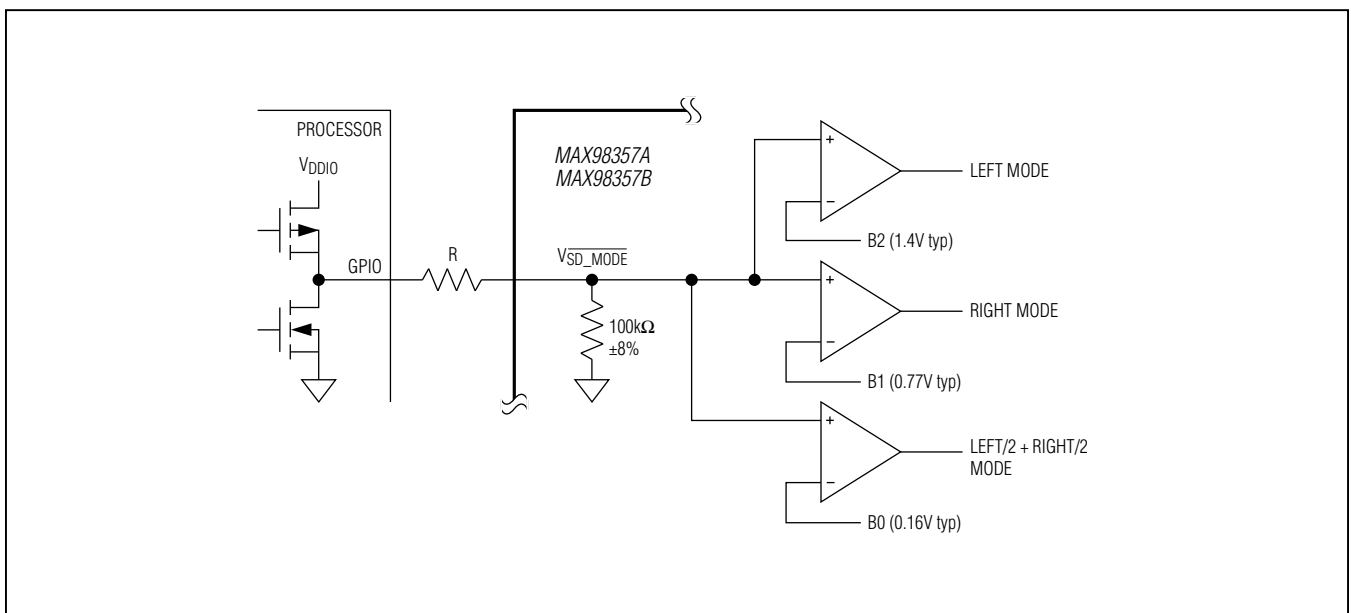 PROCESSOR
VDDIO
GPIO
R
MAX98357A
MAX98357B
VSD_MODE
100kΩ
±8%
+
−
LEFT MODE
B2 (1.4V typ)
+
−
RIGHT MODE
B1 (0.77V typ)
+
−
LEFT/2 + RIGHT/2
MODE
B0 (0.16V typ)